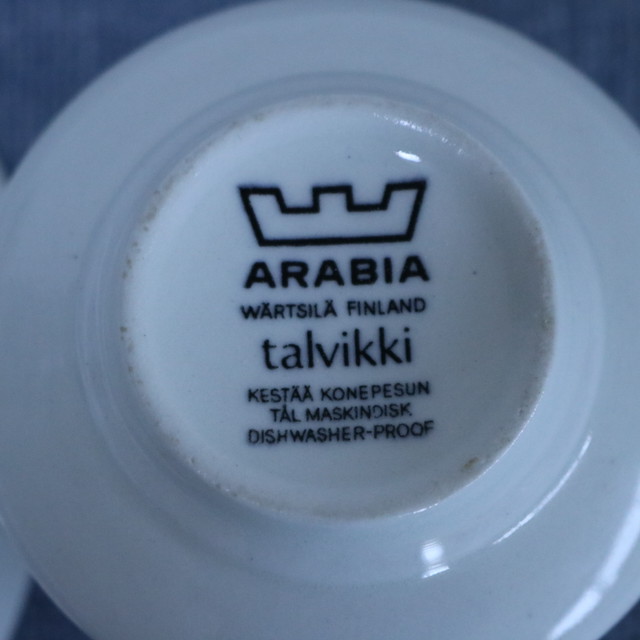 ARABIA
WÄRTSILÄ FINLAND
talvikki
KESTÄÄ KONEPESUN
TÅL MASKINDISK
DISHWASHER-PROOF